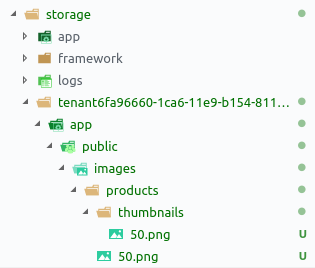 storage
app
framework
logs
tenant6fa96660-1ca6-11e9-b154-811...
app
public
images
products
thumbnails
50.png U
50.png U